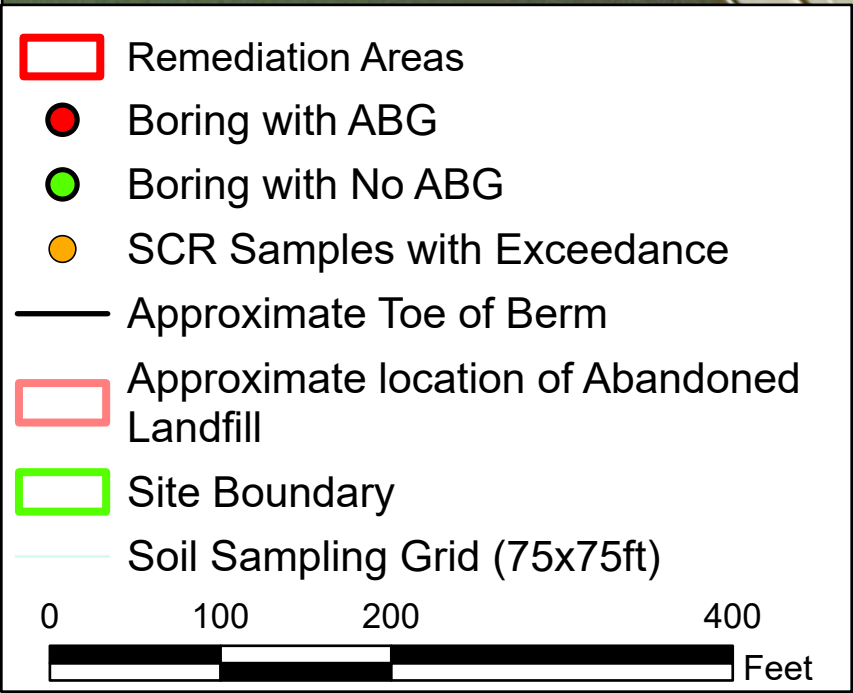 Remediation Areas
Boring with ABG
Boring with No ABG
SCR Samples with Exceedance
Approximate Toe of Berm
Approximate location of Abandoned
Landfill
Site Boundary
Soil Sampling Grid (75x75ft)
0 100 200 400
Feet